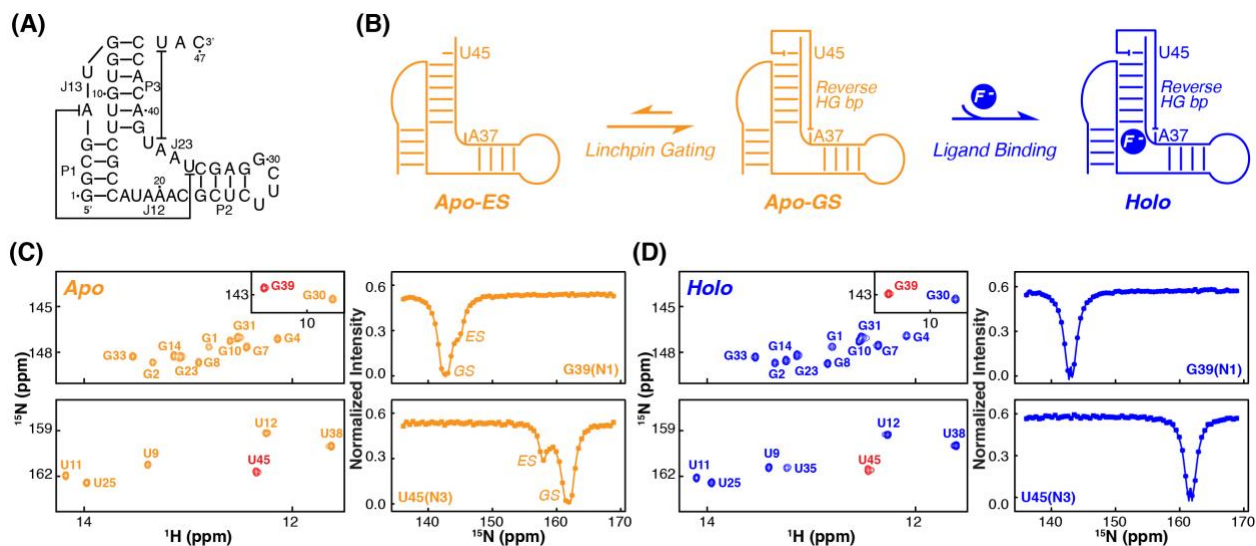 (A)
G C U A C 3'
47
G C
G C
U A P3
U J13
10 G C
A U A 40
U G
G C U
C G A J23
P1 G C A
G C A U C G A G G 30
1 G C A U A A A C G C U C U U C
20
5' J12 P2
(B)
U45
Reverse
HG bp
A37
Linchpin Gating
Apo-ES
Apo-GS
F-
Ligand Binding
U45
Reverse
HG bp
A37
F-
Holo
(C)
Apo
145
148
G33 G2 G14 G23 G8 G1 G10 G31 G7 G4
143 G39 G30
10
159
162
U11 U25 U9 U12 U45 U38
14 12
15N (ppm)
1H (ppm)
Normalized Intensity
0.6
0.3
0.0
ES
GS
G39(N1)
0.6
0.3
0.0
ES
GS
U45(N3)
140 150 160 170
15N (ppm)
(D)
Holo
145
148
G33 G2 G14 G23 G8 G1 G10 G31 G7 G4
143 G39 G30
10
159
162
U11 U25 U9 U35 U12 U45 U38
14 12
15N (ppm)
1H (ppm)
Normalized Intensity
0.6
0.3
0.0
G39(N1)
0.6
0.3
0.0
U45(N3)
140 150 160 170
15N (ppm)